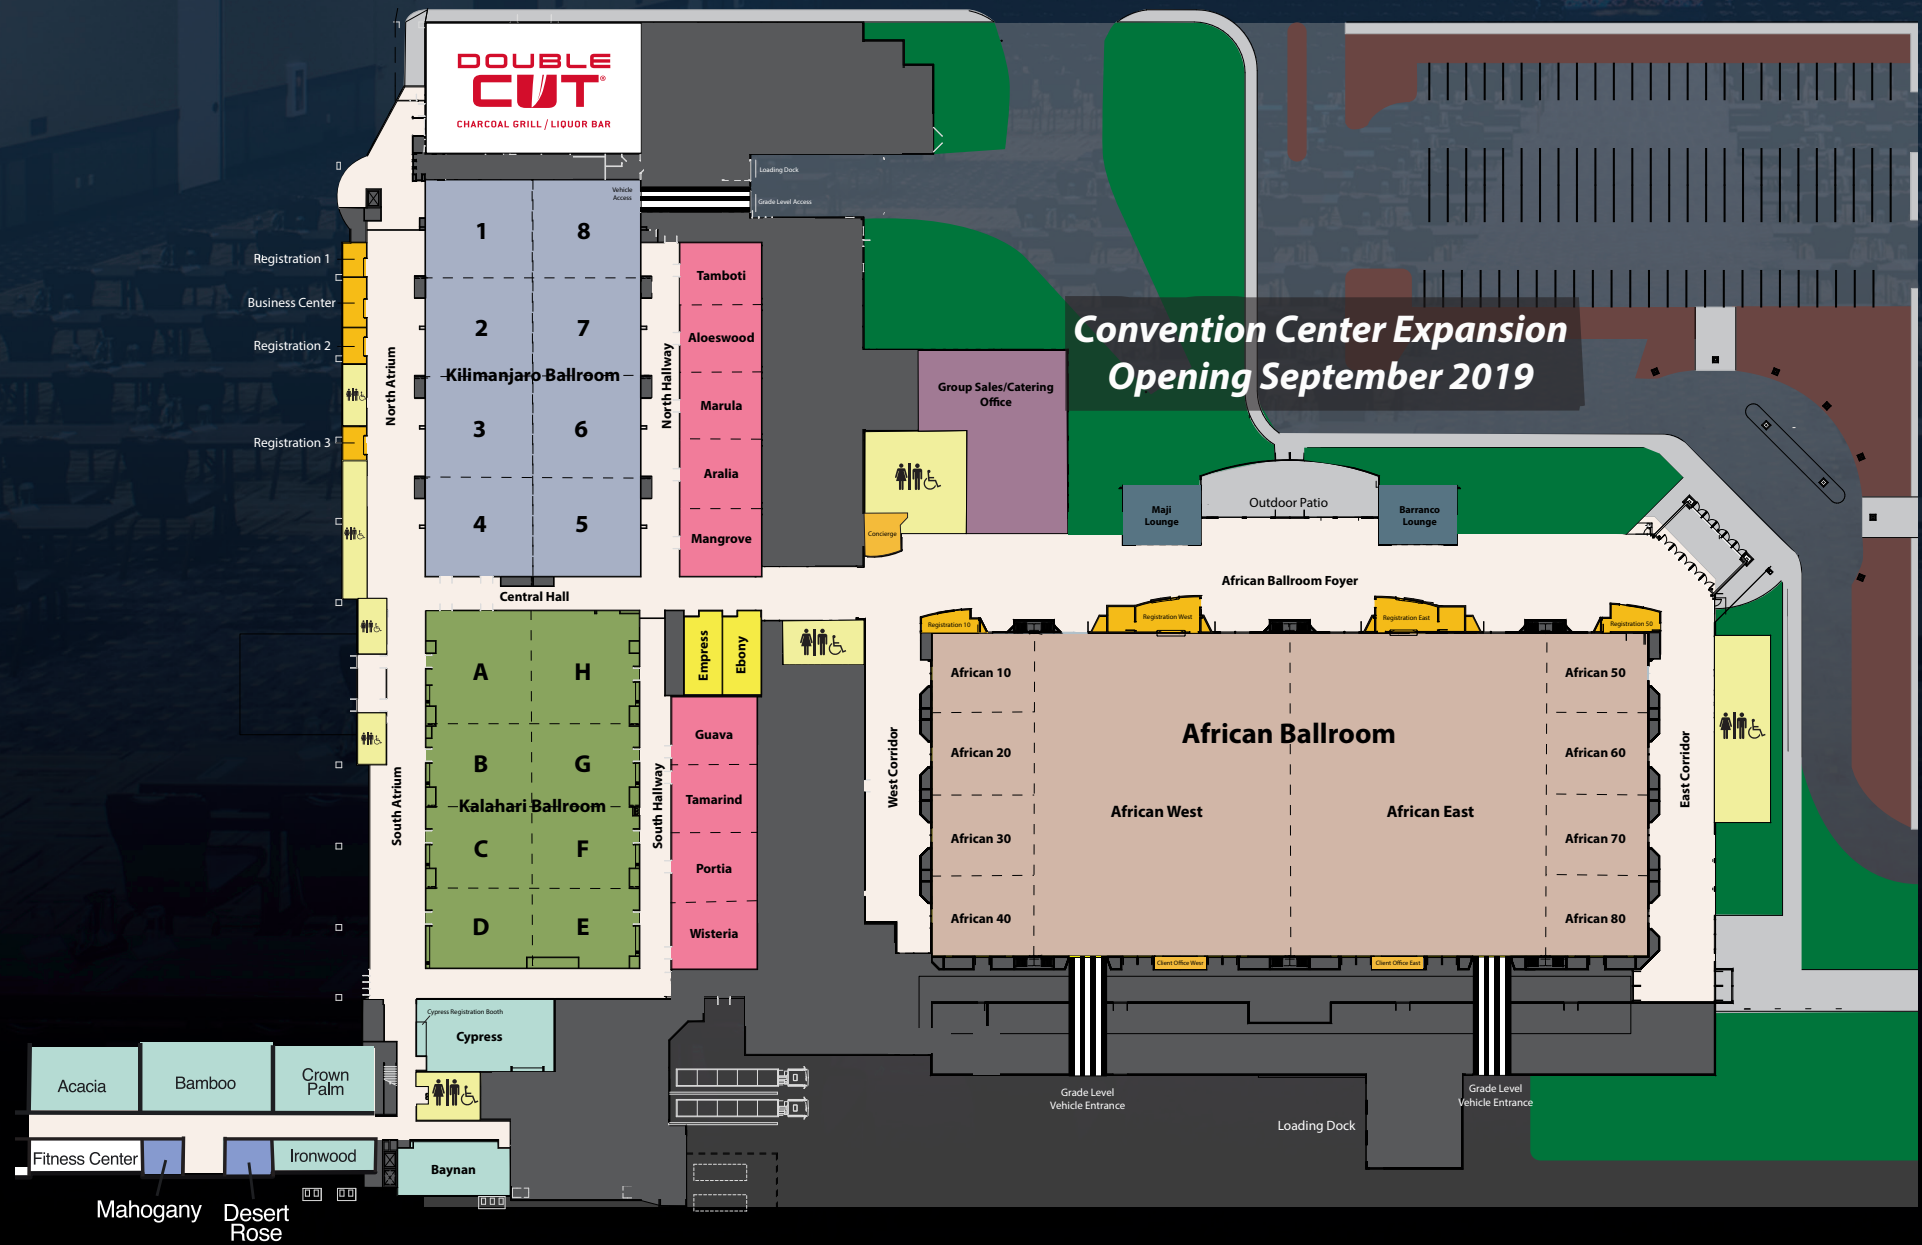 DOUBLE
CUT®
CHARCOAL GRILL / LIQUOR BAR
Loading Dock
Vehicle
Access
Grade Level Access
1
8
Registration 1
Tamboti
Business Center
2
7
Convention Center Expansion
Opening September 2019
Aloeswood
Registration 2
North Atrium
Kilimanjaro Ballroom
North Hallway
Group Sales/Catering
Office
Marula
3
6
Registration 3
Aralia
4
5
Mangrove
Concierge
Maji
Lounge
Outdoor Patio
Barranco
Lounge
African Ballroom Foyer
Central Hall
Registration 10
Registration West
Registration East
Registration 50
Empress
Ebony
A
H
African 10
African 50
Guava
African Ballroom
B
G
African 20
African 60
South Atrium
Kalahari Ballroom
South Hallway
Tamarind
West Corridor
African West
African East
East Corridor
C
F
Portia
African 30
African 70
D
E
Wisteria
African 40
African 80
Client Office Wesr
Client Office East
Cypress Registration Booth
Cypress
Acacia
Bamboo
Crown
Palm
Grade Level
Vehicle Entrance
Grade Level
Vehicle Entrance
Loading Dock
Fitness Center
Ironwood
Baynan
Mahogany
Desert
Rose